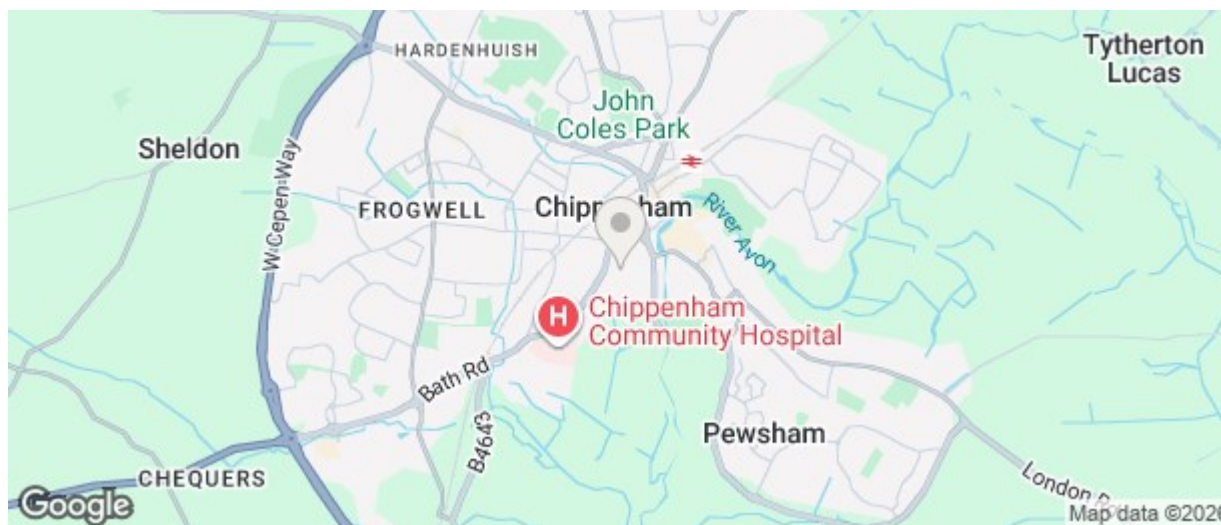 HARDENHUISH
Tytherton
Lucas
John
Coles Park
Sheldon
W Cepen Way
FROGWELL
Chippenham
River Avon
H
Chippenham
Community Hospital
Bath Rd
B4643
Pewsham
CHEQUERS
London
Google
Map data ©2026